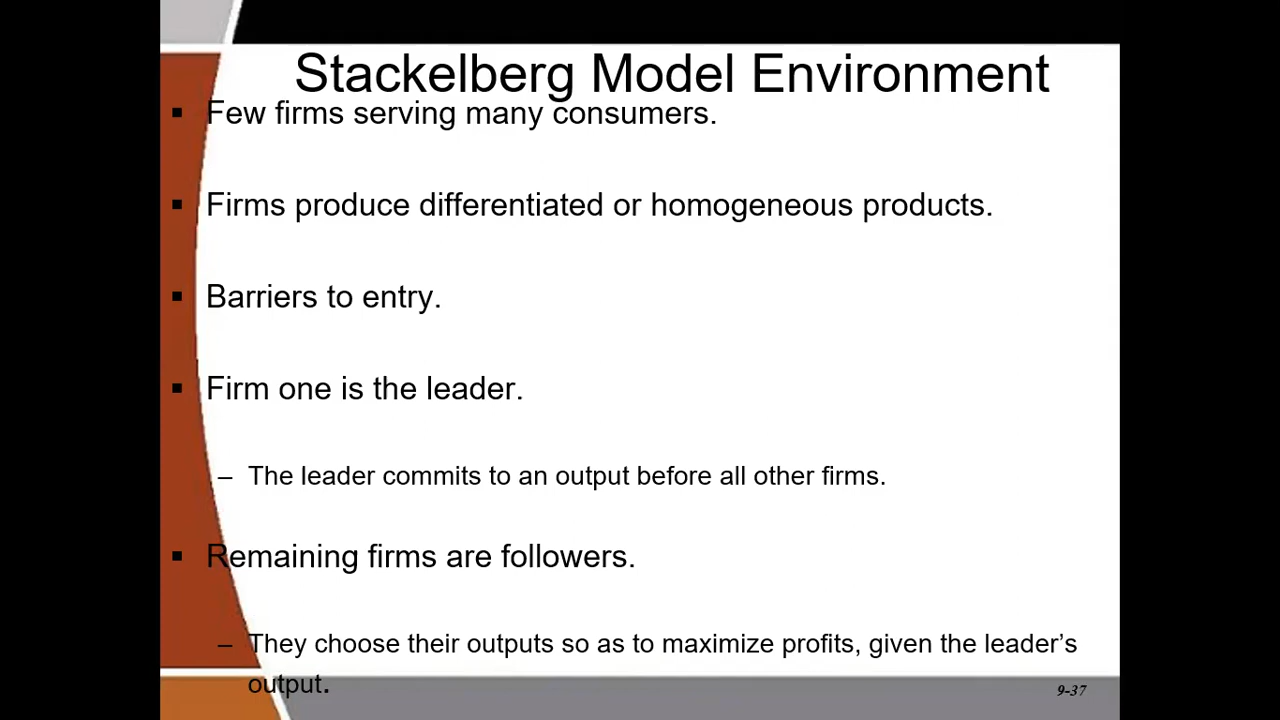 Stackelberg Model Environment
▪ Few firms serving many consumers.
▪ Firms produce differentiated or homogeneous products.
▪ Barriers to entry.
▪ Firm one is the leader.
– The leader commits to an output before all other firms.
▪ Remaining firms are followers.
– They choose their outputs so as to maximize profits, given the leader’s
output.
9-37